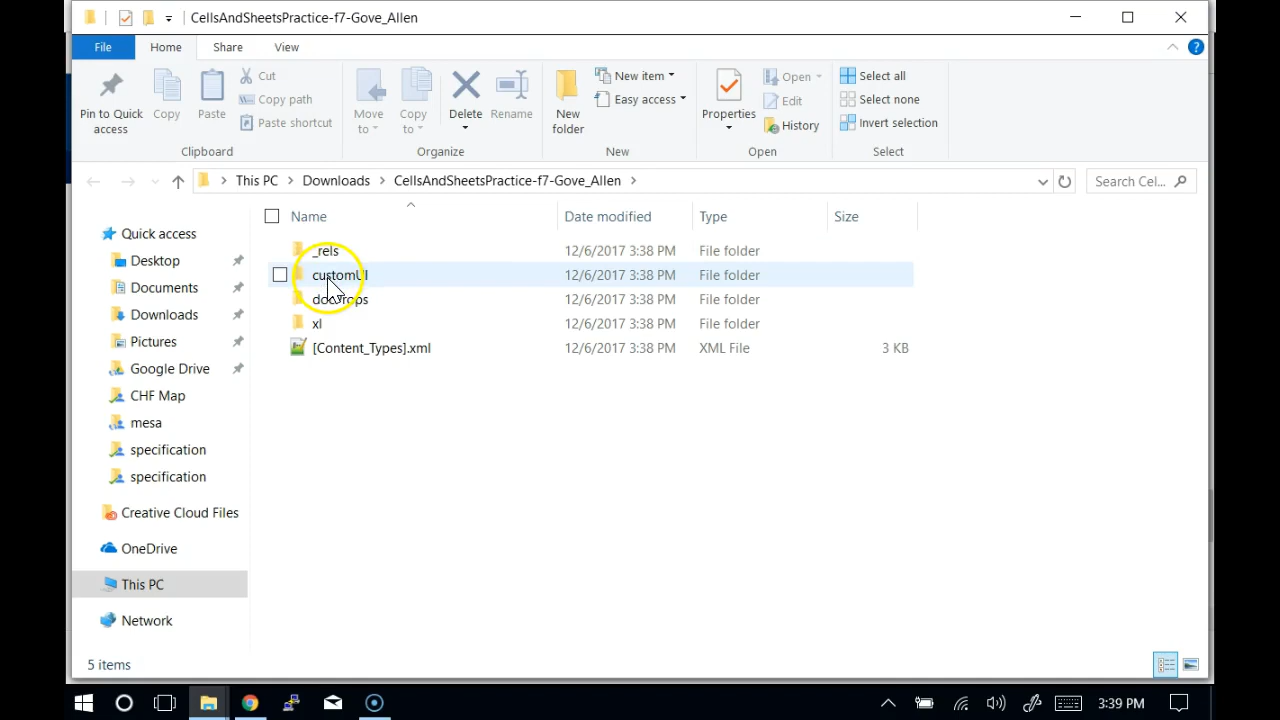 CellsAndSheetsPractice-f7-Gove_Allen
File Home Share View
Pin to Quick access
Copy
Paste
Cut
Copy path
Paste shortcut
Clipboard
Move to
Copy to
Delete
Rename
Organize
New folder
New item
Easy access
New
Properties
Open
Edit
History
Open
Select all
Select none
Invert selection
Select
This PC > Downloads > CellsAndSheetsPractice-f7-Gove_Allen >
Search Cel...
Name Date modified Type Size
_rels 12/6/2017 3:38 PM File folder
customUI 12/6/2017 3:38 PM File folder
docProps 12/6/2017 3:38 PM File folder
xl 12/6/2017 3:38 PM File folder
[Content_Types].xml 12/6/2017 3:38 PM XML File 3 KB
Quick access
Desktop
Documents
Downloads
Pictures
Google Drive
CHF Map
mesa
specification
specification
Creative Cloud Files
OneDrive
This PC
Network
5 items
3:39 PM